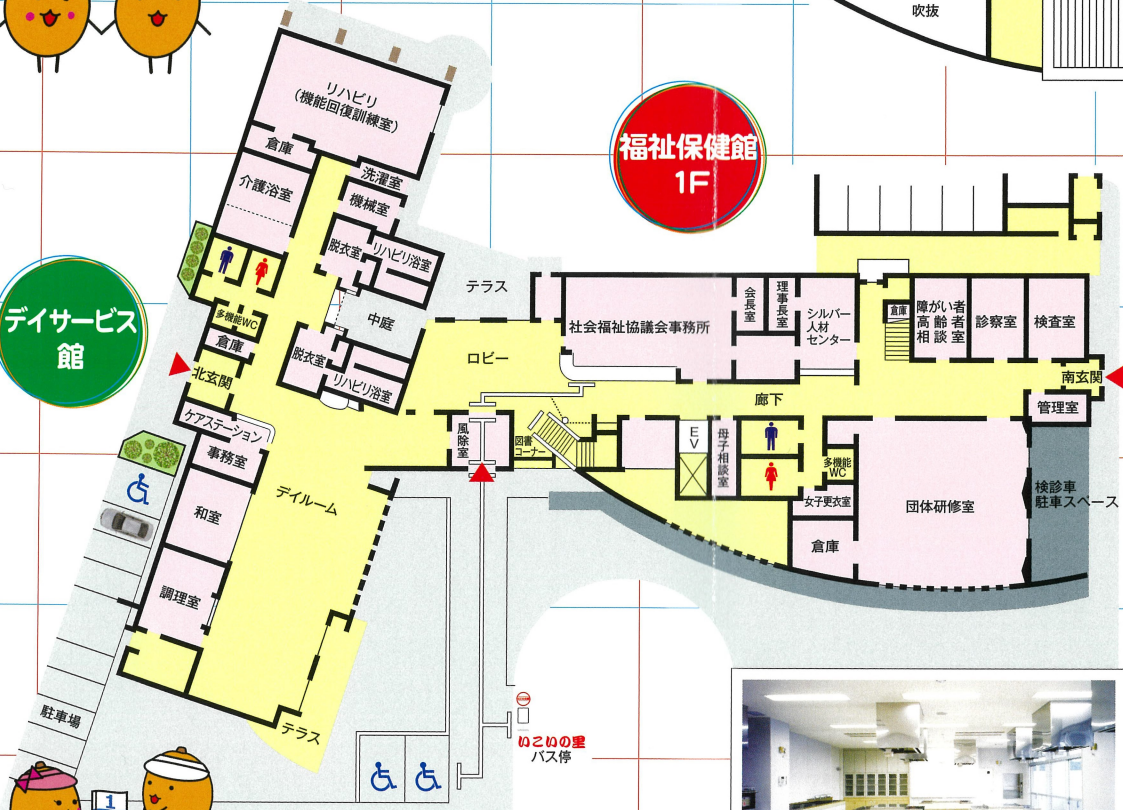 吹抜
福祉保健館
1F
デイサービス
館
リハビリ
(機能回復訓練室)
倉庫
洗濯室
介護浴室
機械室
脱衣室
リハビリ浴室
多機能WC
倉庫
中庭
脱衣室
リハビリ浴室
北玄関
ケアステーション
事務室
デイルーム
和室
調理室
駐車場
テラス
テラス
ロビー
風除室
図書
コーナー
社会福祉協議会事務所
会長室
理事長室
シルバー
人材
センター
倉庫
障がい者
高齢者
相談室
診察室
検査室
廊下
南玄関
管理室
EV
母子相談室
多機能
WC
女子更衣室
倉庫
団体研修室
検診車
駐車スペース
いこいの里
バス停
1